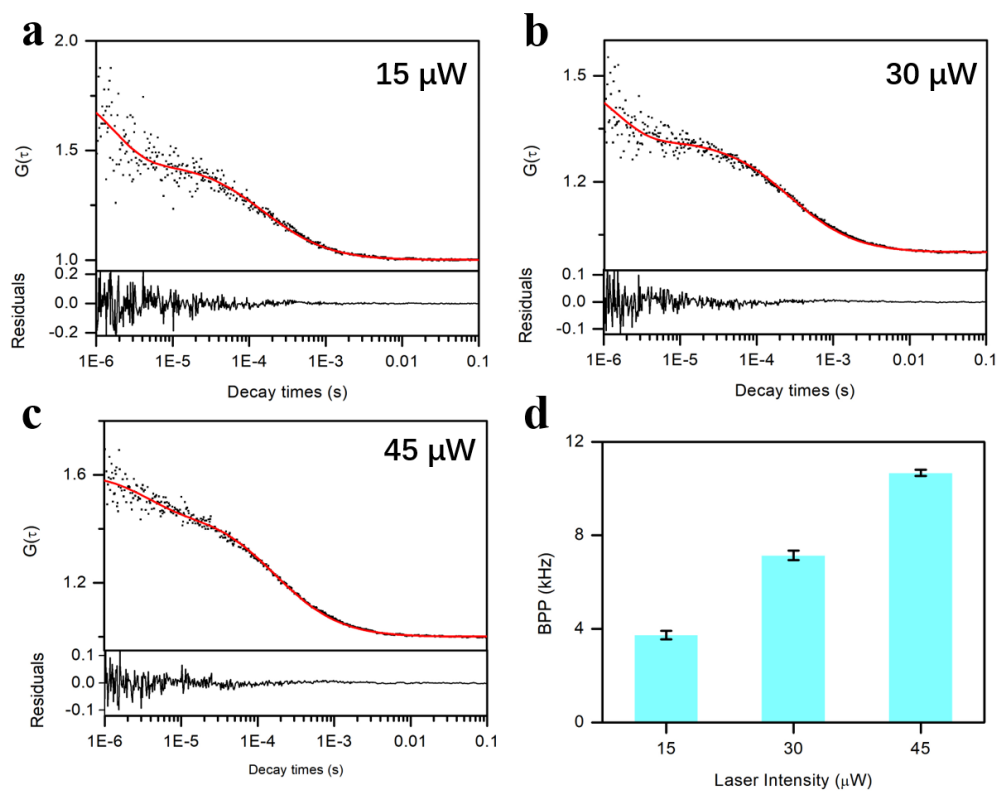 a
15 μW
2.0
1.5
1.0
G(τ)
0.2
0.0
-0.2
Residuals
1E-6 1E-5 1E-4 1E-3 0.01 0.1
Decay times (s)
b
30 μW
1.5
1.2
G(τ)
0.1
0.0
-0.1
Residuals
1E-6 1E-5 1E-4 1E-3 0.01 0.1
Decay times (s)
c
45 μW
1.6
1.2
G(τ)
0.1
0.0
-0.1
Residuals
1E-6 1E-5 1E-4 1E-3 0.01 0.1
Decay times (s)
d
12
8
4
0
BPP (kHz)
15 30 45
Laser Intensity (μW)